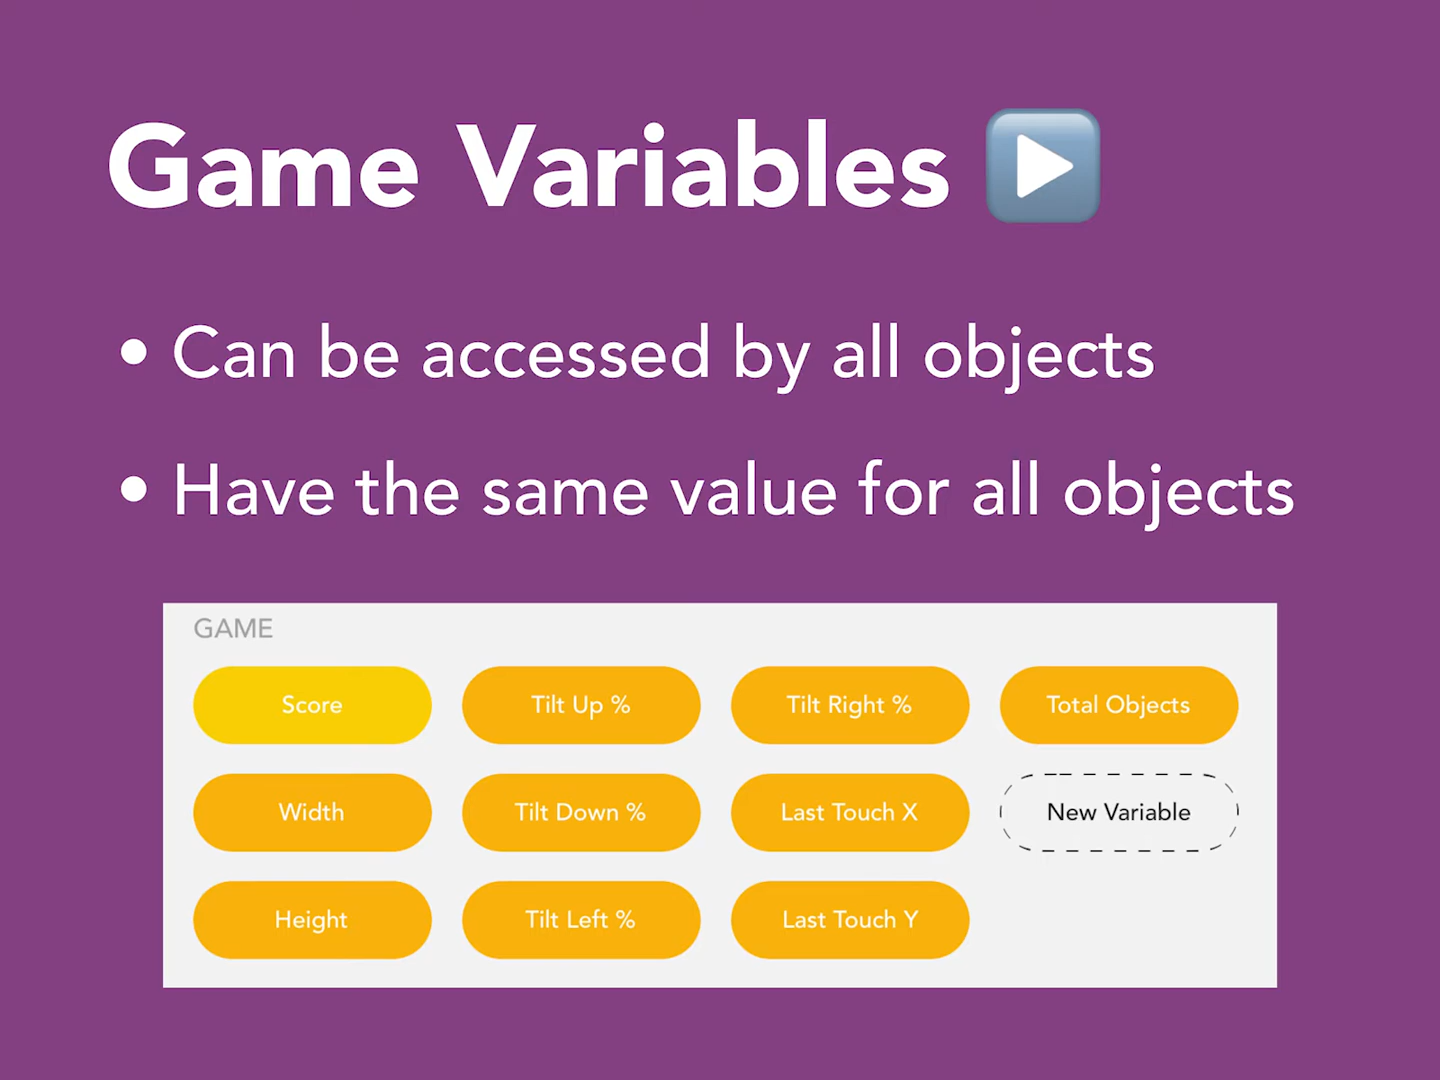 Game Variables ▶️
• Can be accessed by all objects
• Have the same value for all objects
GAME
Score Tilt Up % Tilt Right % Total Objects
Width Tilt Down % Last Touch X New Variable
Height Tilt Left % Last Touch Y